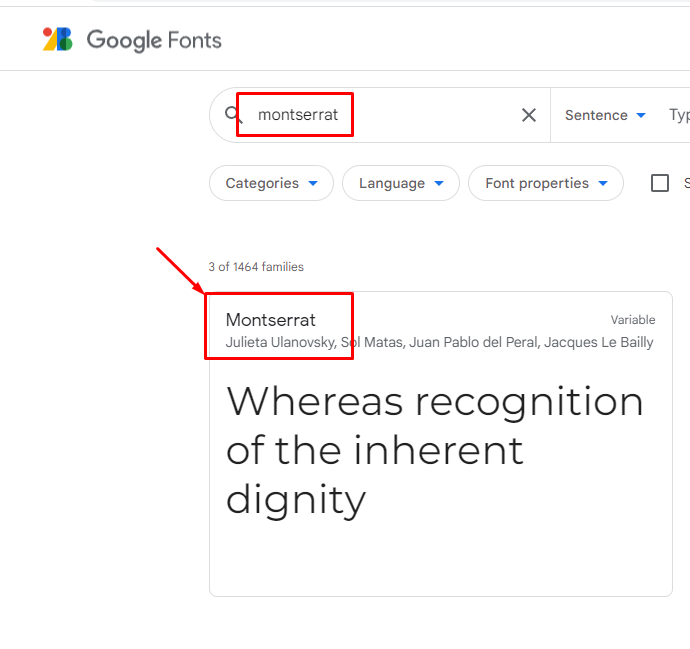 Google Fonts
montserrat
Sentence
Categories
Language
Font properties
3 of 1464 families
Montserrat
Variable
Julieta Ulanovsky, Sol Matas, Juan Pablo del Peral, Jacques Le Bailly
Whereas recognition
of the inherent
dignity